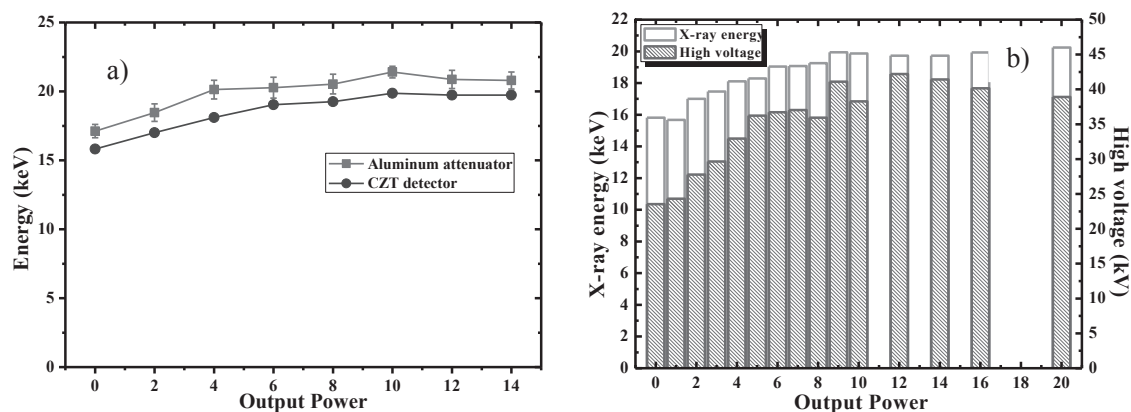 a)
25
20
15
10
5
0
Energy (keV)
Aluminum attenuator
CZT detector
0 2 4 6 8 10 12 14
Output Power
b)
X-ray energy
High voltage
22
20
18
16
14
12
10
8
6
4
2
0
X-ray energy (keV)
50
45
40
35
30
25
20
15
10
5
0
High voltage (kV)
0 2 4 6 8 10 12 14 16 18 20
Output Power